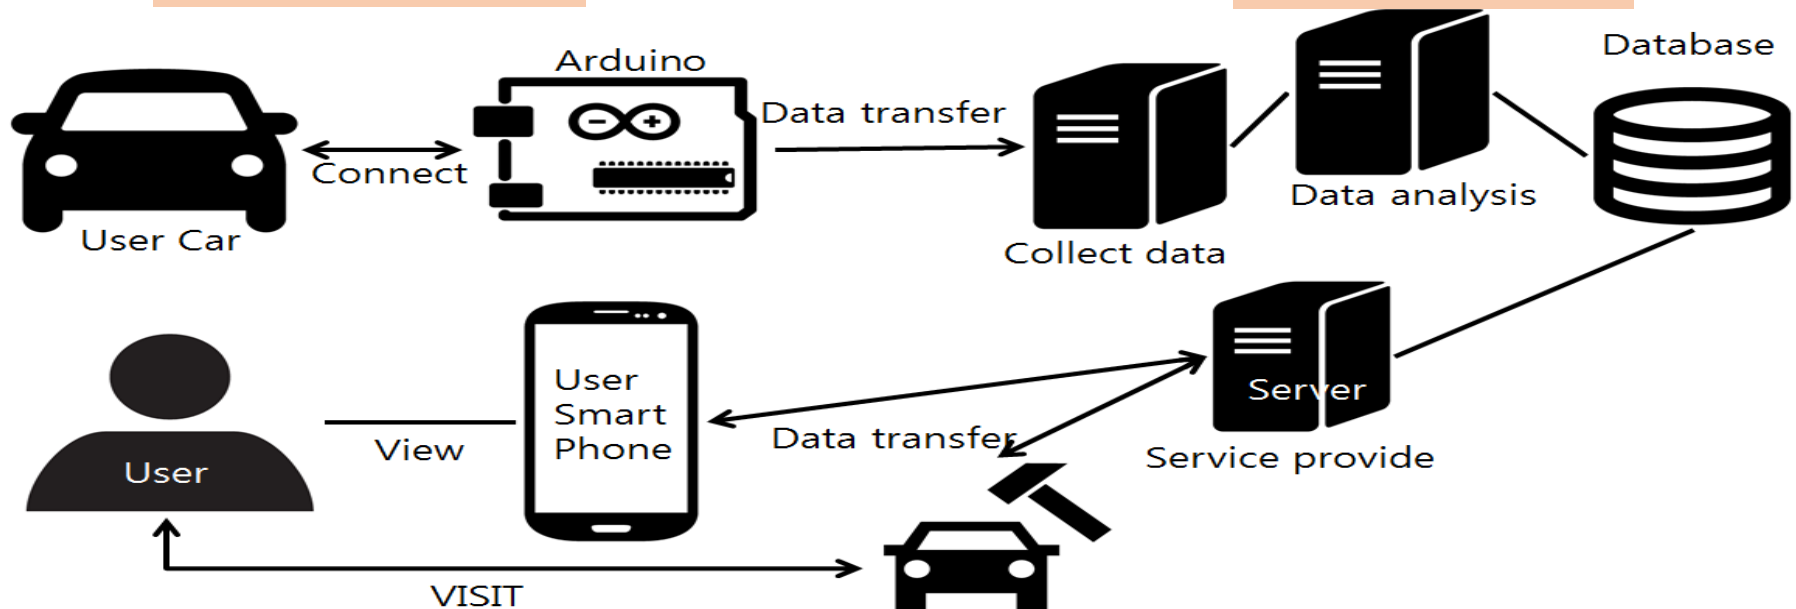 Arduino
Database
Data transfer
Connect
User Car
Data analysis
Collect data
User
Smart
Phone
Server
View
Data transfer
Service provide
User
VISIT